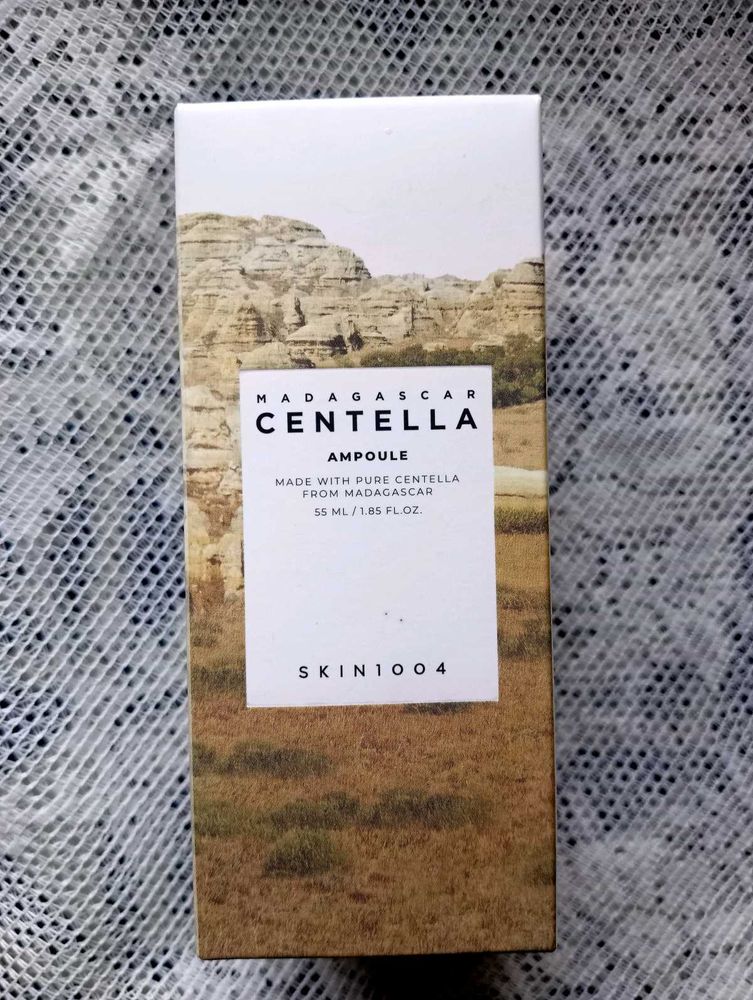 MADAGASCAR
CENTELLA
AMPOULE
MADE WITH PURE CENTELLA
FROM MADAGASCAR
55 ML / 1.85 FL.OZ.
SKIN1004